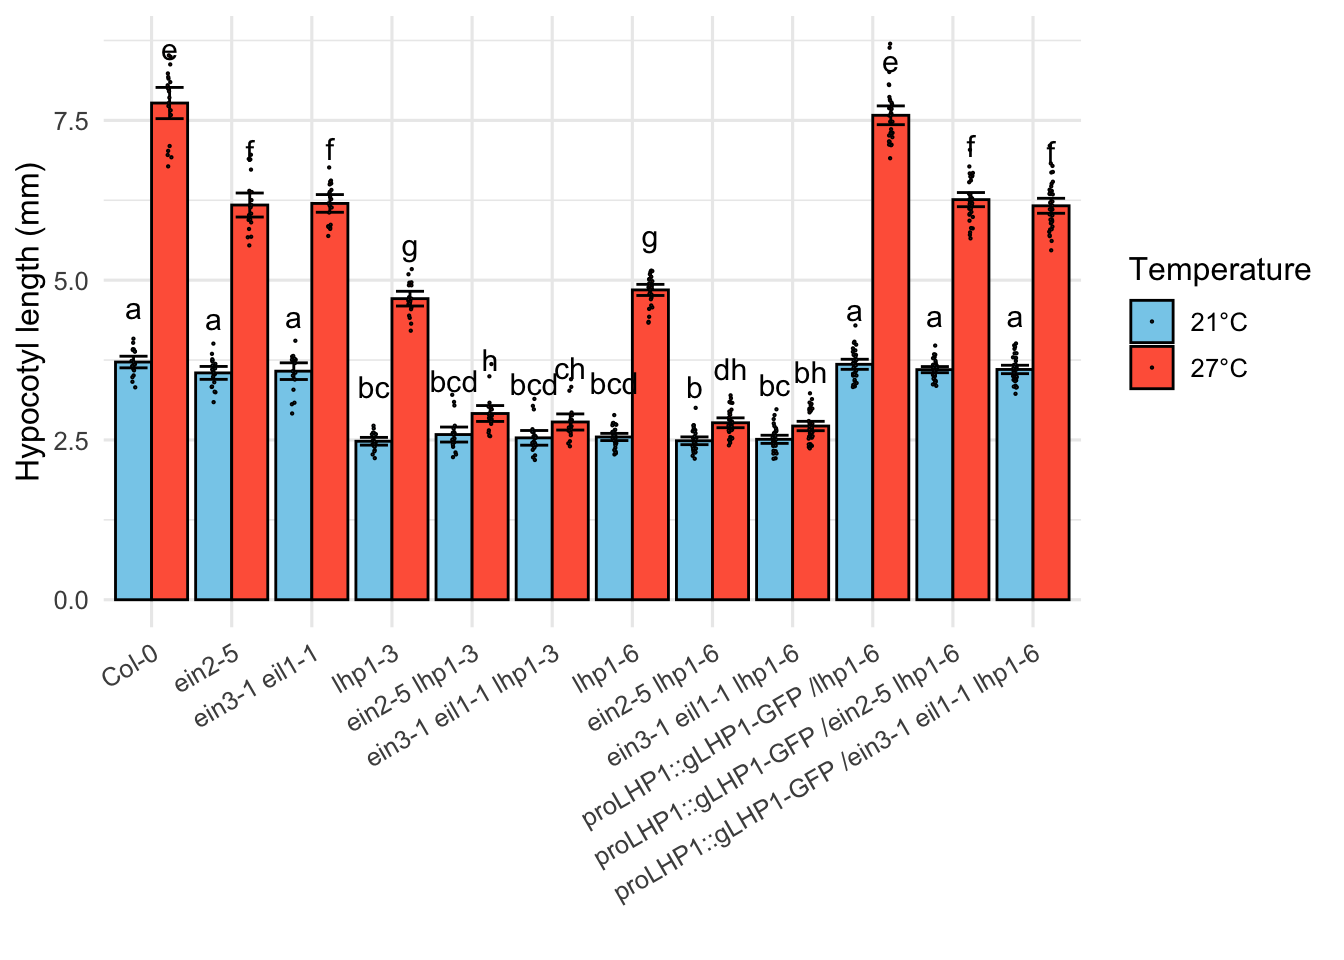 Hypocotyl length (mm)
7.5
5.0
2.5
0.0
a
e
a
f
a
f
bc
g
bcd
h
bcd
ch
bcd
g
b
dh
bc
bh
a
e
a
f
a
f
Col-0
ein2-5
ein3-1 eil1-1
lhp1-3
ein2-5 lhp1-3
ein3-1 eil1-1 lhp1-3
lhp1-6
ein2-5 lhp1-6
ein3-1 eil1-1 lhp1-6
proLHP1::gLHP1-GFP /lhp1-6
proLHP1::gLHP1-GFP /ein2-5 lhp1-6
proLHP1::gLHP1-GFP /ein3-1 eil1-1 lhp1-6
Temperature
21°C
27°C